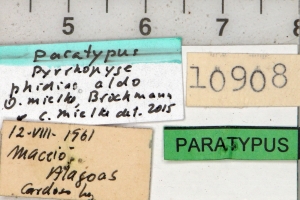 5 6 7 8
Paratypus
Pyrrhopyge
phidias aldo
O. Mielke, Brockmann
& C. Mielke det. 2015
10908
12-VIII-1961
Maceió
Alagoas
Cardoso leg
PARATYPUS